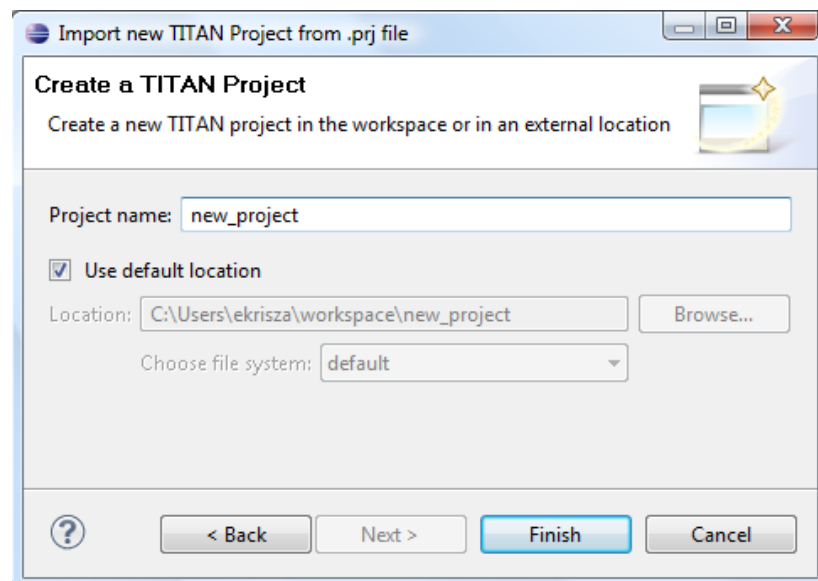 Import new TITAN Project from .prj file
Create a TITAN Project
Create a new TITAN project in the workspace or in an external location
Project name: new_project
Use default location
Location: C:\Users\ekrisza\workspace\new_project Browse...
Choose file system: default
? < Back Next > Finish Cancel